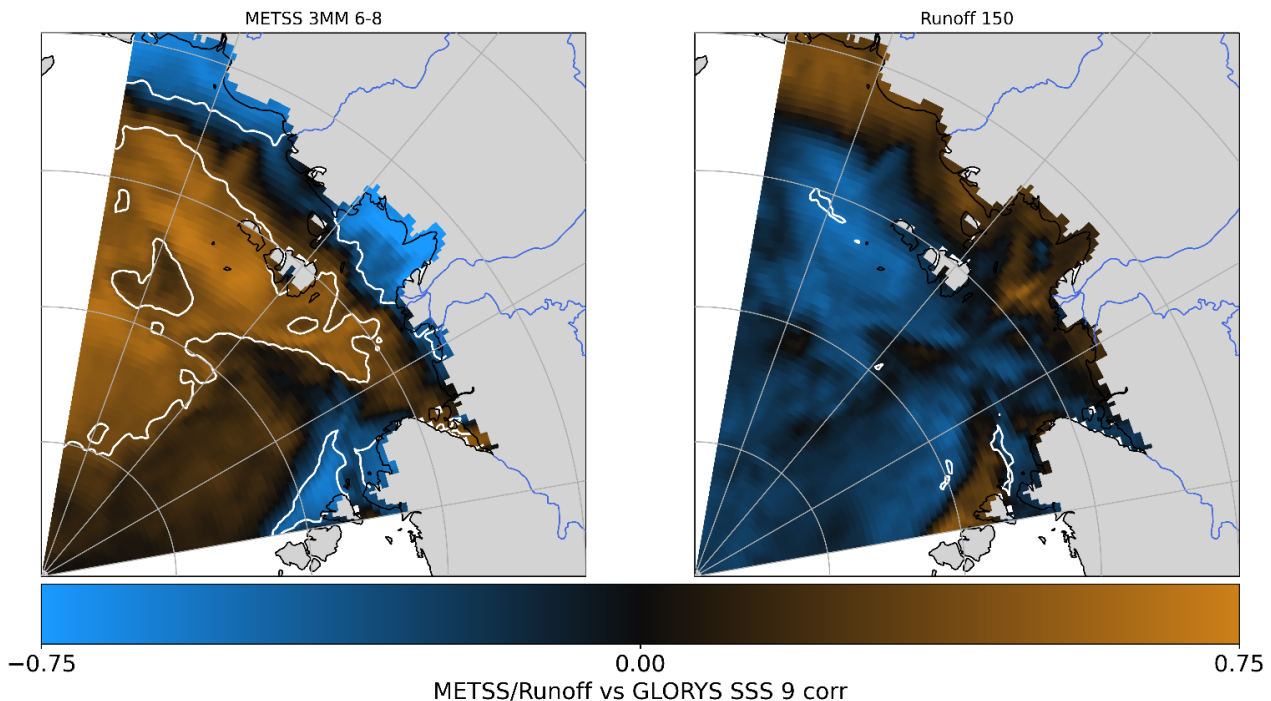 METSS 3MM 6-8
Runoff 150
−0.75
0.00
0.75
METSS/Runoff vs GLORYS SSS 9 corr